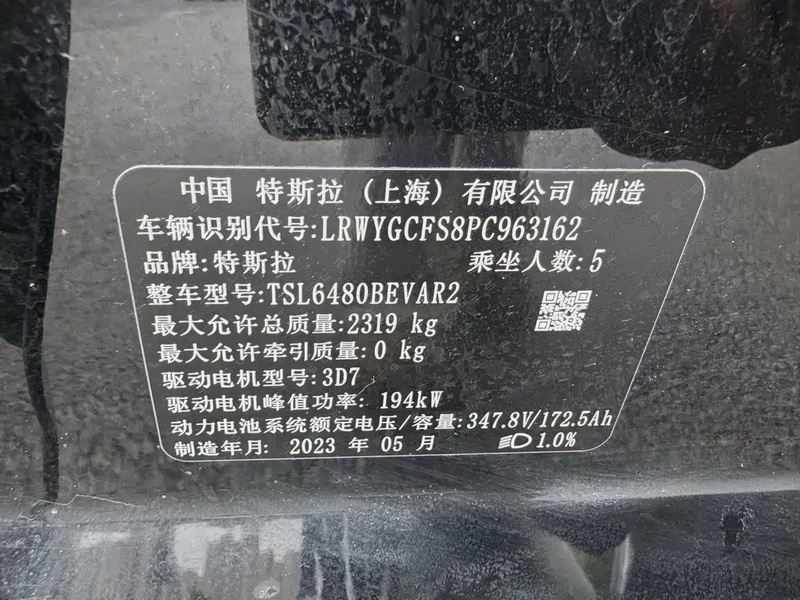 中国 特斯拉（上海）有限公司 制造
车辆识别代号:LRWYGCFS8PC963162
品牌:特斯拉 乘坐人数:5
整车型号:TSL6480BEVAR2
最大允许总质量:2319 kg
最大允许牵引质量:0 kg
驱动电机型号:3D7
驱动电机峰值功率: 194kW
动力电池系统额定电压/容量:347.8V/172.5Ah
制造年月: 2023 年 05 月 1.0%